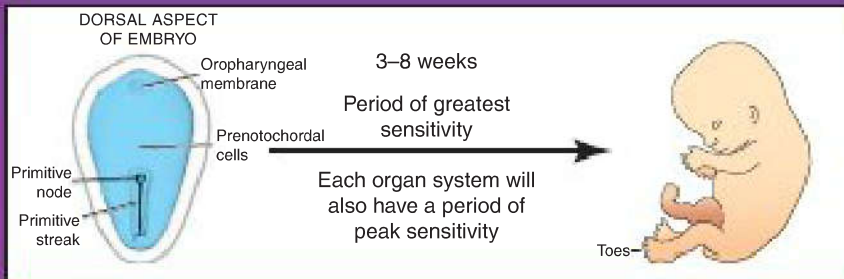 DORSAL ASPECT
OF EMBRYO
Oropharyngeal
membrane
Prenotochordal
cells
Primitive
node
Primitive
streak
3–8 weeks
Period of greatest
sensitivity
Each organ system will
also have a period of
peak sensitivity
Toes